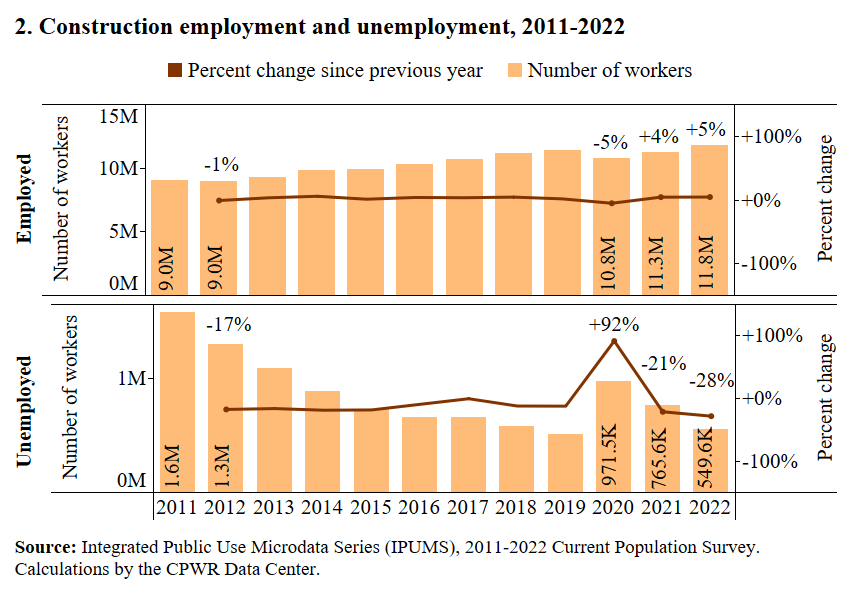 2. Construction employment and unemployment, 2011-2022
Percent change since previous year
Number of workers
Employed
Number of workers
15M
10M
5M
0M
-1%
-5%
+4%
+5%
9.0M
9.0M
10.8M
11.3M
11.8M
+100%
+0%
-100%
Percent change
Unemployed
Number of workers
1M
0M
-17%
+92%
-21%
-28%
1.6M
1.3M
971.5K
765.6K
549.6K
+100%
+0%
-100%
Percent change
2011 2012 2013 2014 2015 2016 2017 2018 2019 2020 2021 2022
Source: Integrated Public Use Microdata Series (IPUMS), 2011-2022 Current Population Survey.
Calculations by the CPWR Data Center.